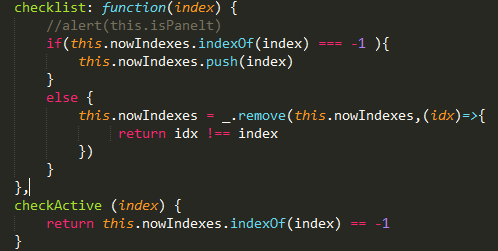 checklist: function(index) {
    //alert(this.isPanelt)
    if(this.nowIndexes.indexOf(index) === -1 ){
        this.nowIndexes.push(index)
    }
    else {
        this.nowIndexes = _.remove(this.nowIndexes,(idx)=>{
             return idx !== index
        })
    }
},
checkActive (index) {
    return this.nowIndexes.indexOf(index) == -1
}